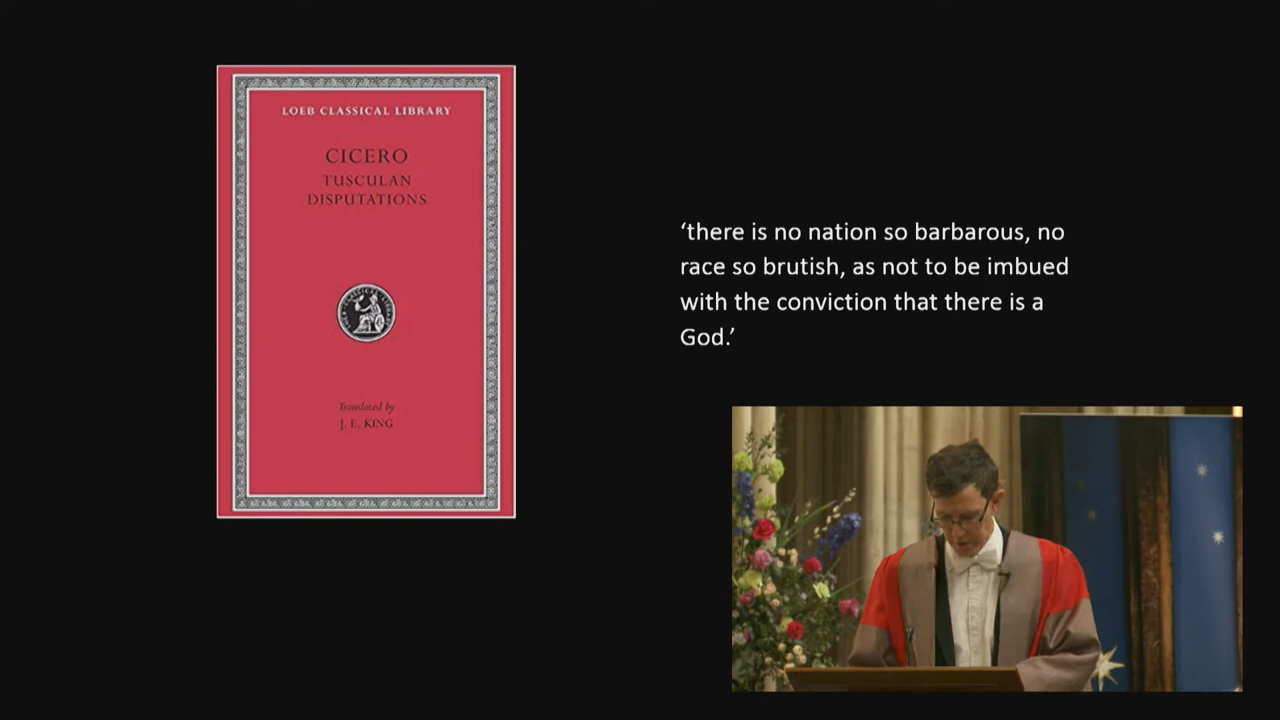 LOEB CLASSICAL LIBRARY
CICERO
TUSCULAN
DISPUTATIONS
Translated by
J. E. KING
‘there is no nation so barbarous, no
race so brutish, as not to be imbued
with the conviction that there is a
God.’